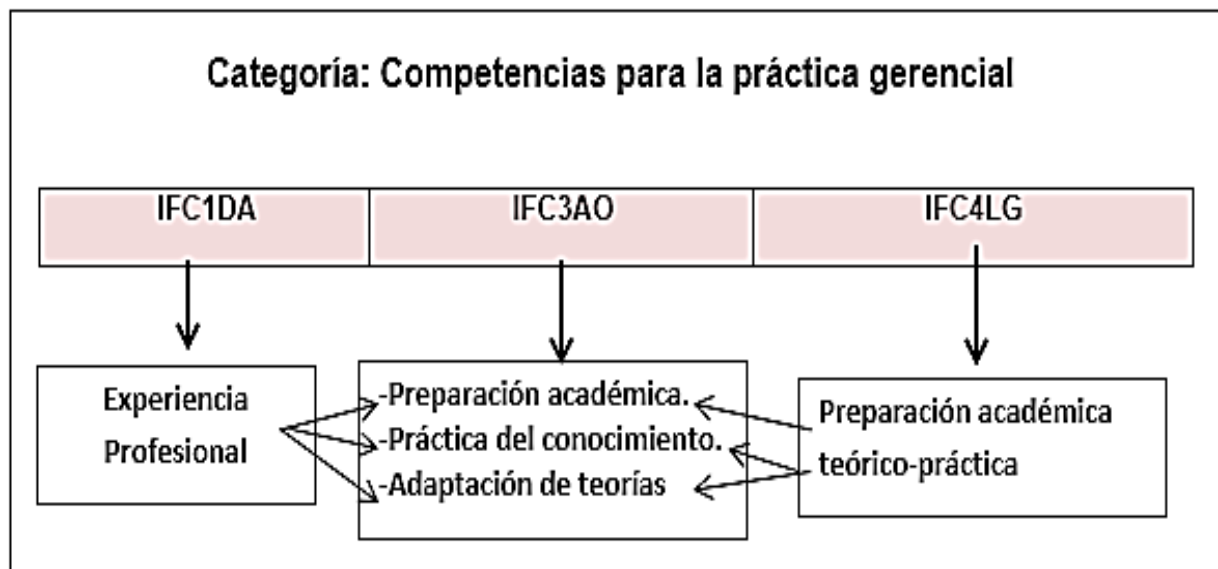 Categoría: Competencias para la práctica gerencial
IFC1DA
IFC3AO
IFC4LG
Experiencia
Profesional
-Preparación académica.
-Práctica del conocimiento.
-Adaptación de teorías
Preparación académica
teórico-práctica